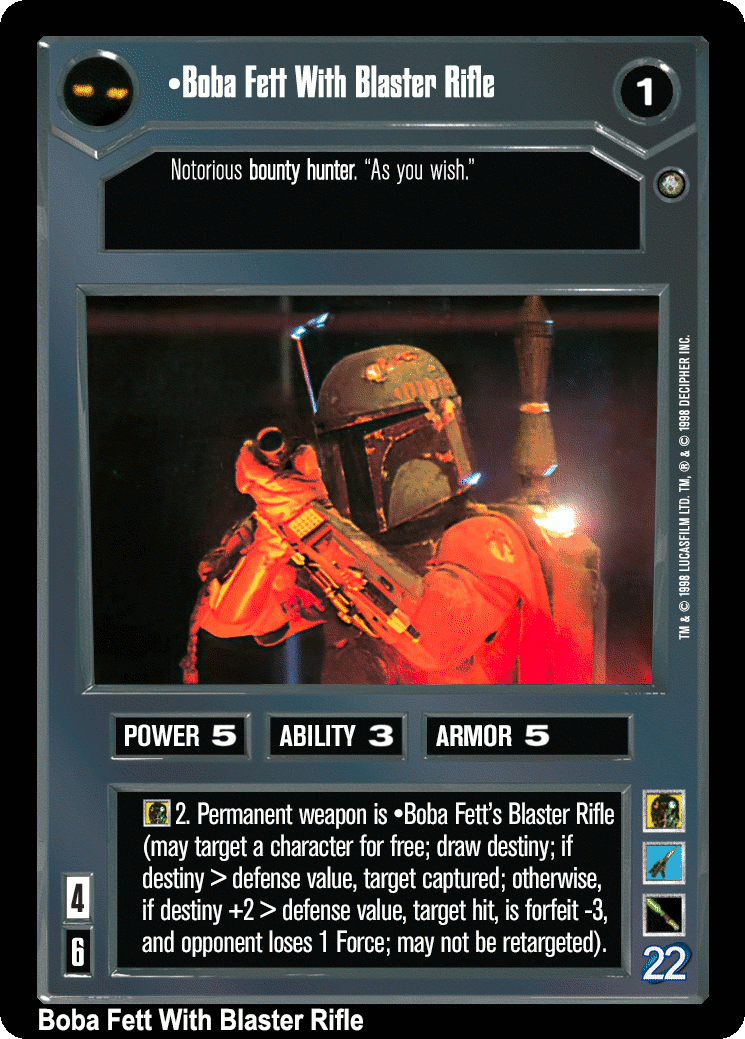 •Boba Fett With Blaster Rifle
1
Notorious bounty hunter. “As you wish.”
TM & © 1998 LUCASFILM LTD. TM, ® & © 1998 DECIPHER INC.
POWER 5
ABILITY 3
ARMOR 5
2. Permanent weapon is •Boba Fett's Blaster Rifle
(may target a character for free; draw destiny; if
destiny > defense value, target captured; otherwise,
if destiny +2 > defense value, target hit, is forfeit -3,
and opponent loses 1 Force; may not be retargeted).
4
6
22
Boba Fett With Blaster Rifle